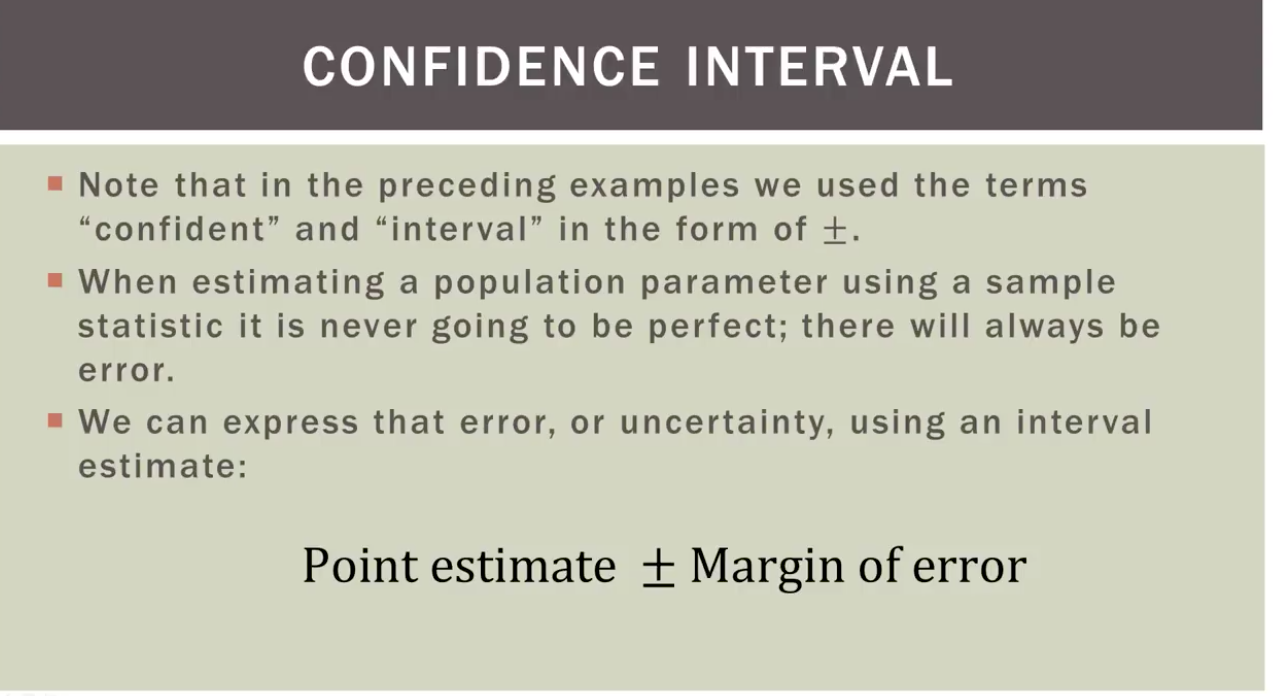 CONFIDENCE INTERVAL
Note that in the preceding examples we used the terms
“confident” and “interval” in the form of ±.
When estimating a population parameter using a sample
statistic it is never going to be perfect; there will always be
error.
We can express that error, or uncertainty, using an interval
estimate:
Point estimate ± Margin of error